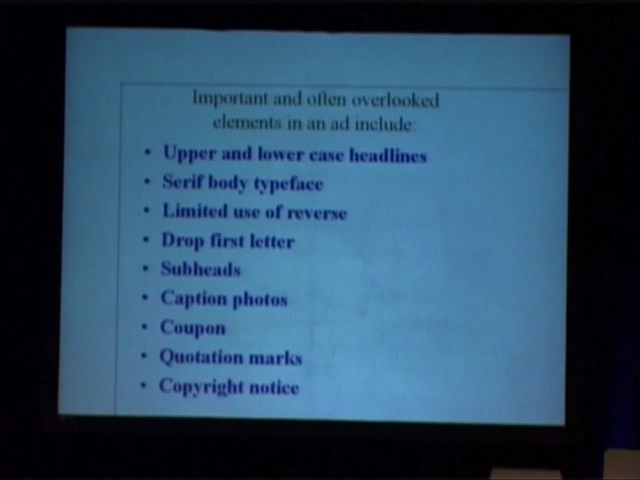 Important and often overlooked
elements in an ad include:
• Upper and lower case headlines
• Serif body typeface
• Limited use of reverse
• Drop first letter
• Subheads
• Caption photos
• Coupon
• Quotation marks
• Copyright notice